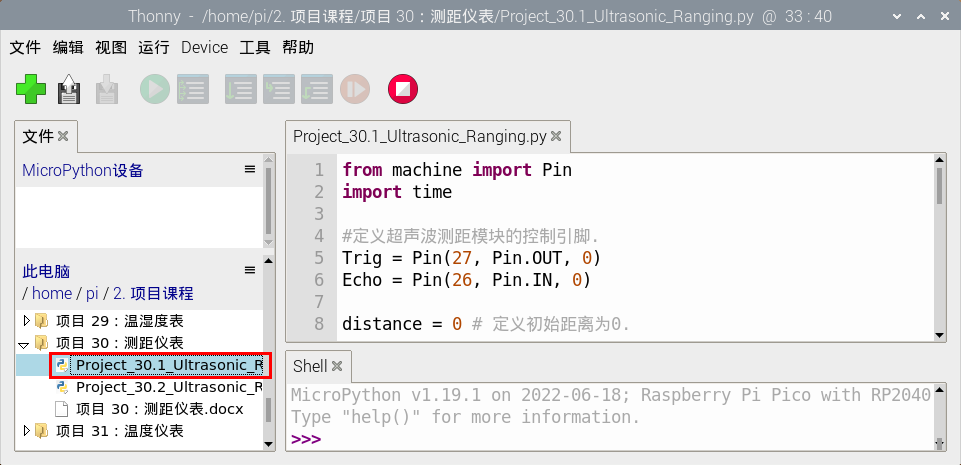 Thonny - /home/pi/2. 项目课程/项目 30：测距仪表/Project_30.1_Ultrasonic_Ranging.py @ 33 : 40
文件 编辑 视图 运行 Device 工具 帮助
文件
MicroPython设备
此电脑
/ home / pi / 2. 项目课程
项目 29：温湿度表
项目 30：测距仪表
Project_30.1_Ultrasonic_R
Project_30.2_Ultrasonic_R
项目 30：测距仪表.docx
项目 31：温度仪表
Project_30.1_Ultrasonic_Ranging.py
1 from machine import Pin
2 import time
3
4 #定义超声波测距模块的控制引脚.
5 Trig = Pin(27, Pin.OUT, 0)
6 Echo = Pin(26, Pin.IN, 0)
7
8 distance = 0 # 定义初始距离为0.
Shell
MicroPython v1.19.1 on 2022-06-18; Raspberry Pi Pico with RP2040
Type "help()" for more information.
>>>